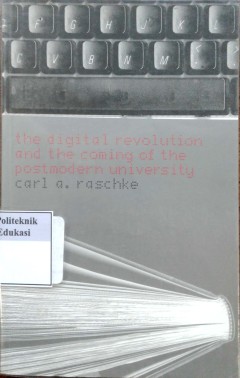 F G H J K L
C V B N M
the digital revolution
and the coming of the
postmodern university
carl a. raschke
Politeknik
Edukasi